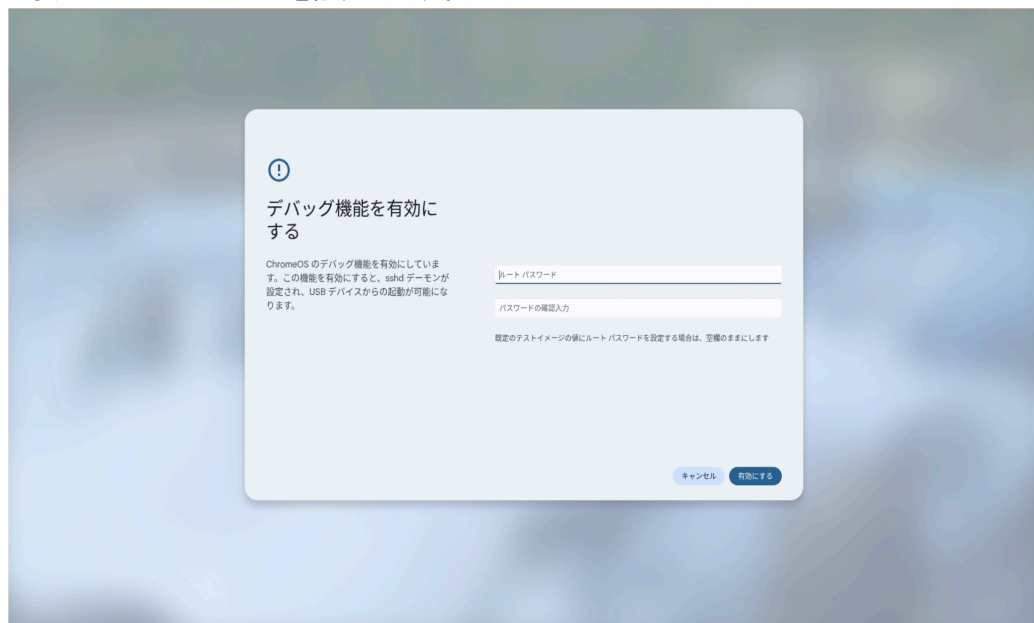 デバッグ機能を有効に
する
ChromeOS のデバッグ機能を有効にしていま
す。この機能を有効にすると、sshd デーモンが
設定され、USB デバイスからの起動が可能にな
ります。
ルート パスワード
パスワードの確認入力
既定のテストイメージの値にルート パスワードを設定する場合は、空欄のままにします
キャンセル
有効にする